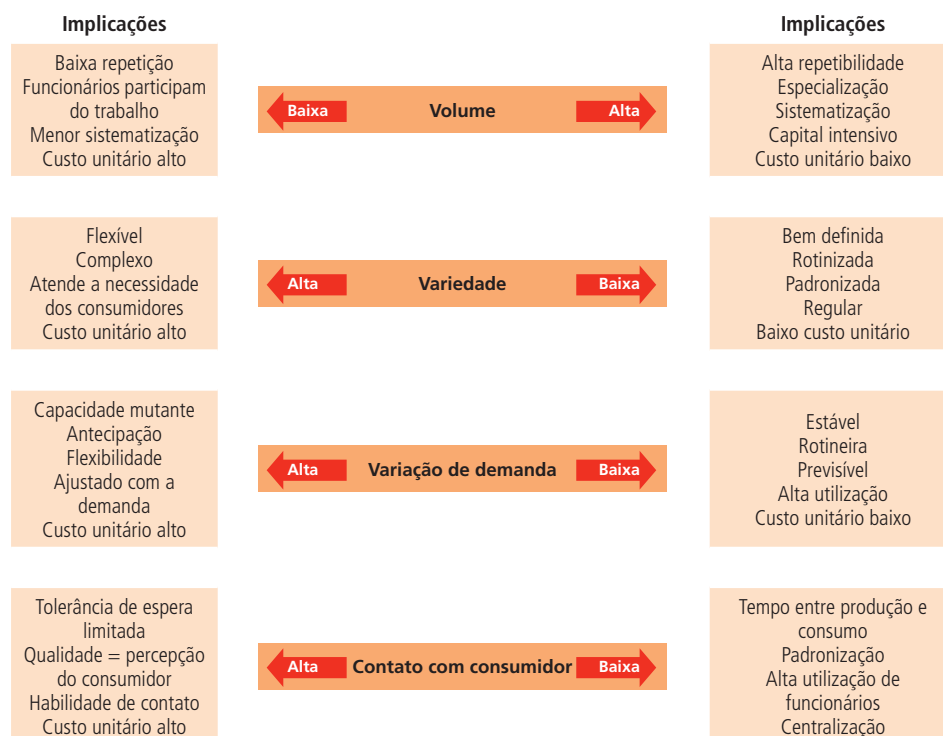 Implicações
Implicações
Baixa repetição
Funcionários participam
do trabalho
Menor sistematização
Custo unitário alto
Baixa Volume Alta
Alta repetibilidade
Especialização
Sistematização
Capital intensivo
Custo unitário baixo
Flexível
Complexo
Atende a necessidade
dos consumidores
Custo unitário alto
Alta Variedade Baixa
Bem definida
Rotinizada
Padronizada
Regular
Baixo custo unitário
Capacidade mutante
Antecipação
Flexibilidade
Ajustado com a
demanda
Custo unitário alto
Alta Variação de demanda Baixa
Estável
Rotineira
Previsível
Alta utilização
Custo unitário baixo
Tolerância de espera
limitada
Qualidade = percepção
do consumidor
Habilidade de contato
Custo unitário alto
Alta Contato com consumidor Baixa
Tempo entre produção e
consumo
Padronização
Alta utilização de
funcionários
Centralização